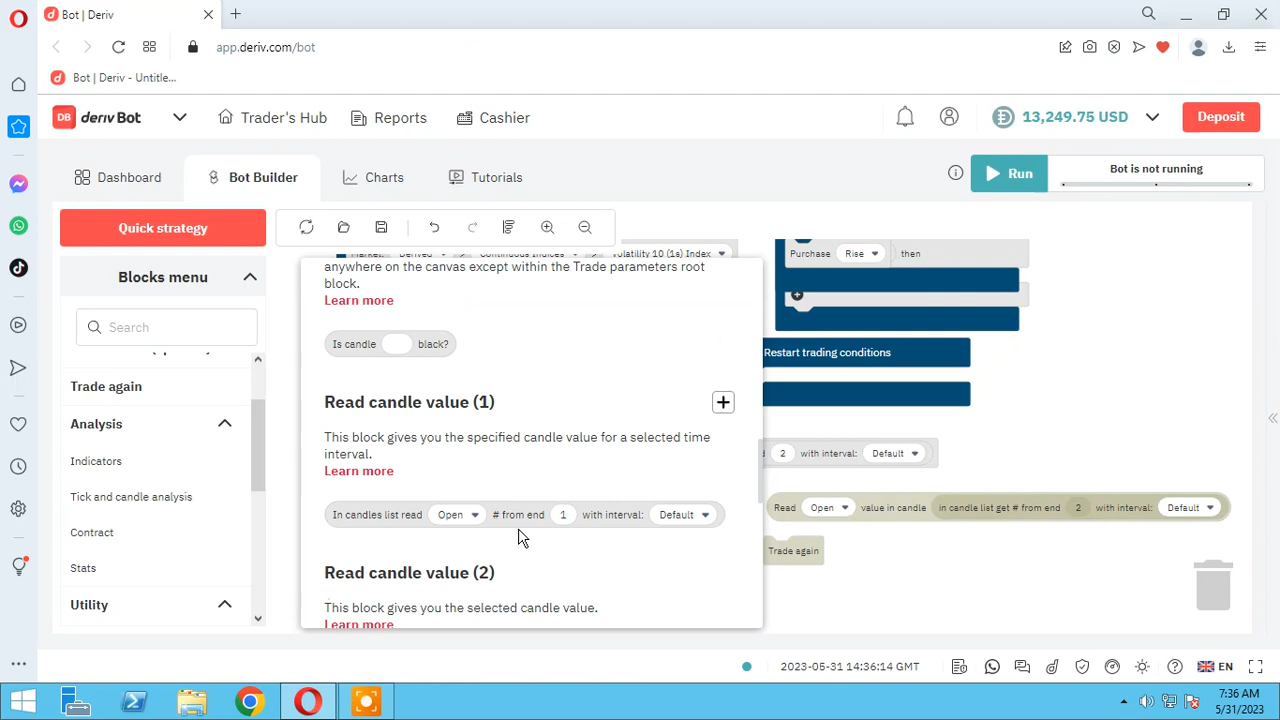 Bot | Deriv
app.deriv.com/bot
Bot | Deriv - Untitle...
DB deriv Bot
Trader's Hub
Reports
Cashier
13,249.75 USD
Deposit
Dashboard
Bot Builder
Charts
Tutorials
Run
Bot is not running
Quick strategy
Blocks menu
Search
Trade again
Analysis
Indicators
Tick and candle analysis
Contract
Stats
Utility
Volatility 10 (1s) Index
Purchase Rise then
anywhere on the canvas except within the Trade parameters root
block.
Learn more
Is candle black?
Restart trading conditions
Read candle value (1)
This block gives you the specified candle value for a selected time
interval.
Learn more
2 with interval: Default
In candles list read Open # from end 1 with interval: Default
Read Open value in candle in candle list get # from end 2 with interval: Default
Trade again
Read candle value (2)
This block gives you the selected candle value.
Learn more
2023-05-31 14:36:14 GMT
EN
7:36 AM
5/31/2023